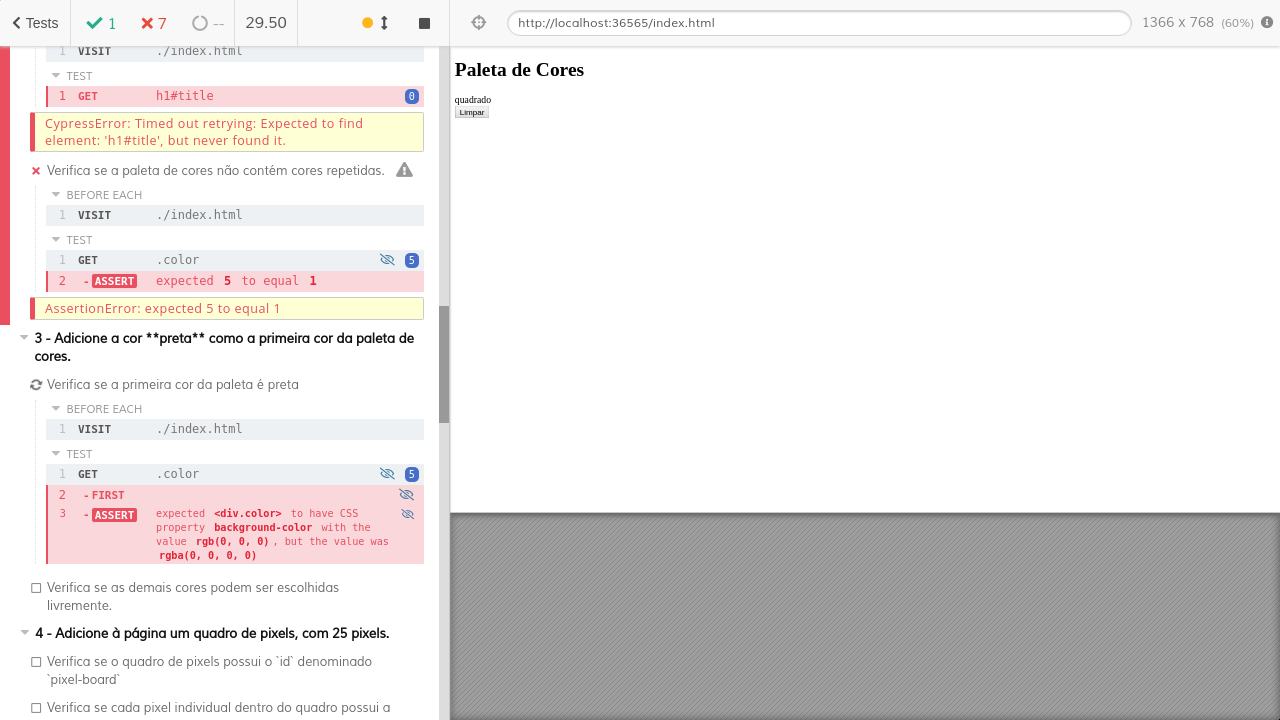 Tests
1
7
--
29.50
http://localhost:36565/index.html
1366 x 768 (60%)
1 VISIT ./index.html
TEST
1 GET h1#title 0
CypressError: Timed out retrying: Expected to find
element: 'h1#title', but never found it.
Verifica se a paleta de cores não contém cores repetidas.
BEFORE EACH
1 VISIT ./index.html
TEST
1 GET .color 5
2 - ASSERT expected 5 to equal 1
AssertionError: expected 5 to equal 1
3 - Adicione a cor **preta** como a primeira cor da paleta de
cores.
Verifica se a primeira cor da paleta é preta
BEFORE EACH
1 VISIT ./index.html
TEST
1 GET .color 5
2 - FIRST
3 - ASSERT expected <div.color> to have CSS
property background-color with the
value rgb(0, 0, 0), but the value was
rgba(0, 0, 0, 0)
Verifica se as demais cores podem ser escolhidas
livremente.
4 - Adicione à página um quadro de pixels, com 25 pixels.
Verifica se o quadro de pixels possui o `id` denominado
`pixel-board`
Verifica se cada pixel individual dentro do quadro possui a
Paleta de Cores
quadrado
Limpar